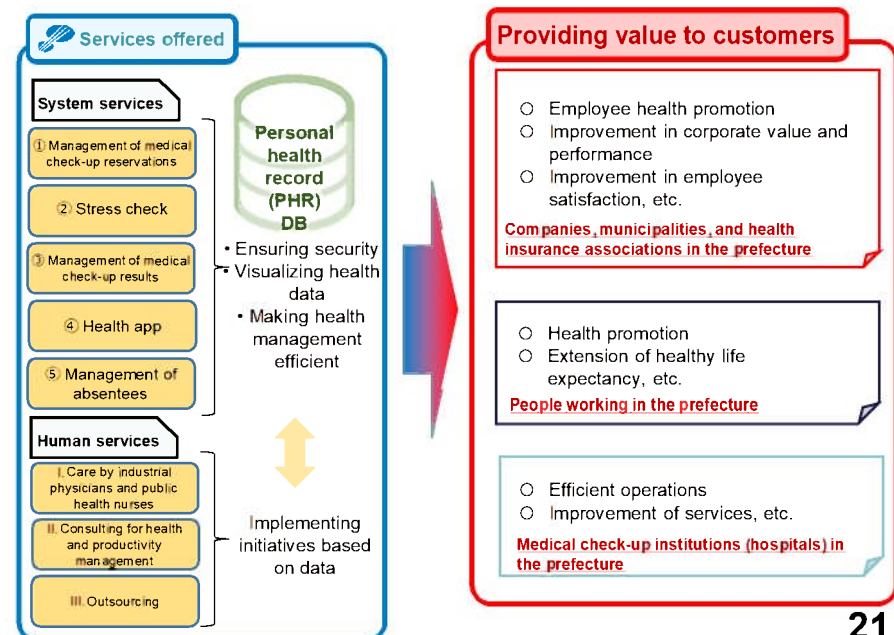 Services offered
System services
① Management of medical
check-up reservations
② Stress check
③ Management of medical
check-up results
④ Health app
⑤ Management of
absentees
Personal
health
record
(PHR)
DB
• Ensuring security
• Visualizing health
data
• Making health
management
efficient
Human services
I. Care by industrial
physicians and public
health nurses
II. Consulting for health
and productivity
management
III. Outsourcing
Implementing
initiatives based
on data
Providing value to customers
○ Employee health promotion
○ Improvement in corporate value and
performance
○ Improvement in employee
satisfaction, etc.
Companies, municipalities, and health
insurance associations in the prefecture
○ Health promotion
○ Extension of healthy life
expectancy, etc.
People working in the prefecture
○ Efficient operations
○ Improvement of services, etc.
Medical check-up institutions (hospitals) in
the prefecture
21